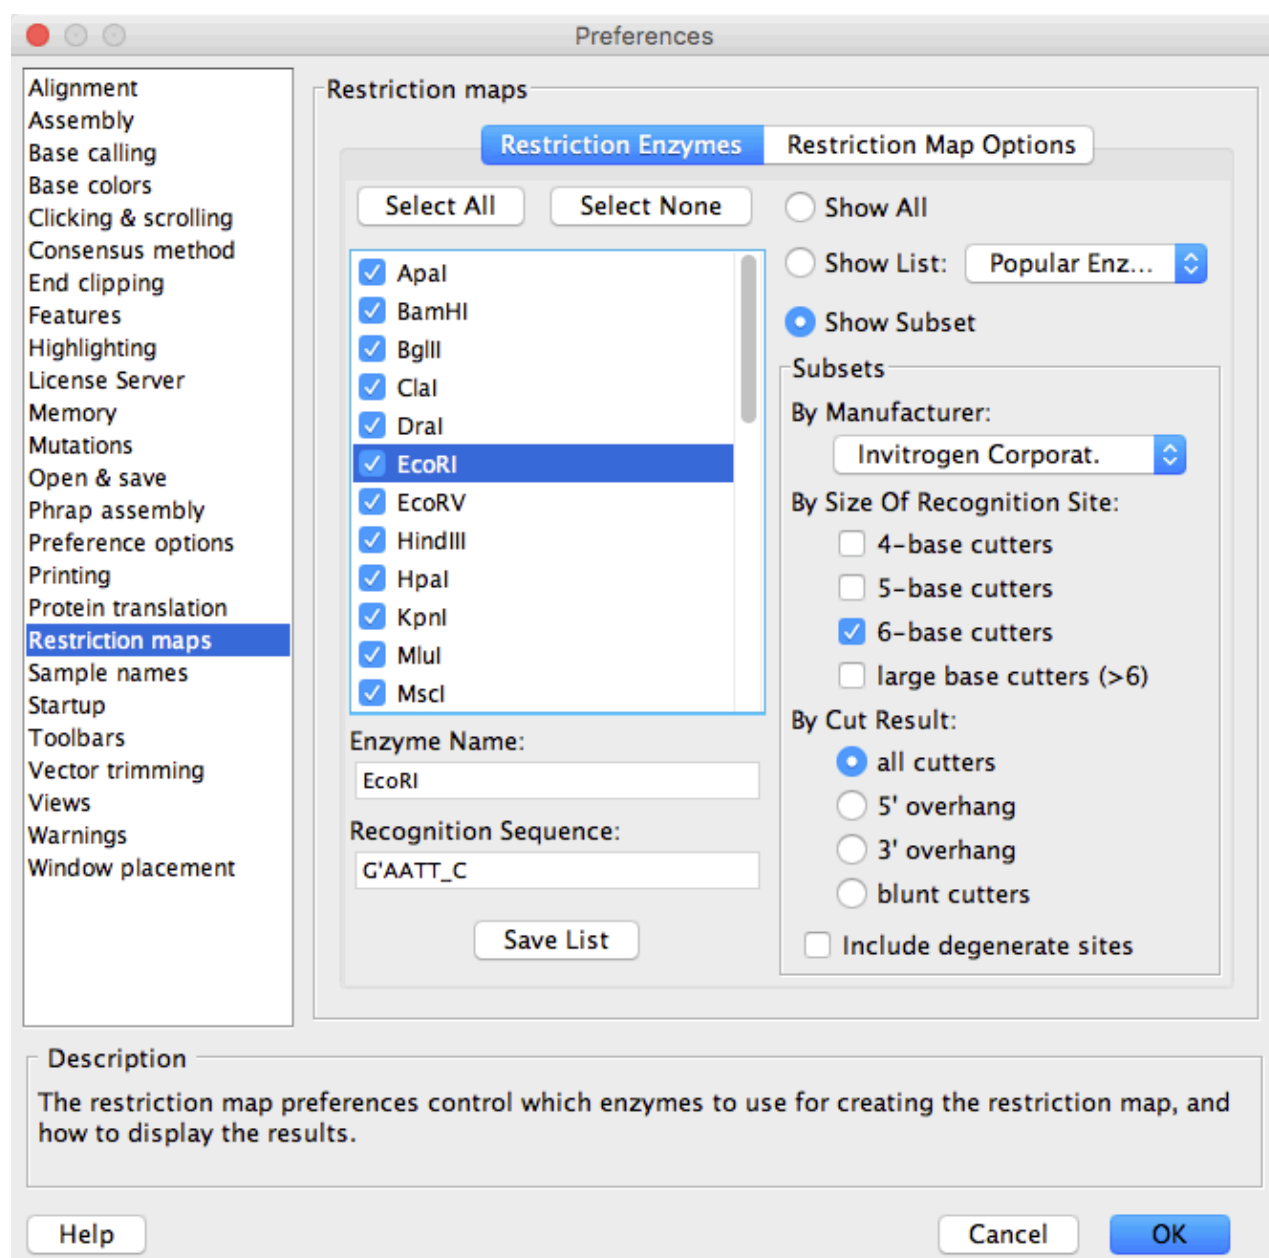 Preferences
Alignment
Assembly
Base calling
Base colors
Clicking & scrolling
Consensus method
End clipping
Features
Highlighting
License Server
Memory
Mutations
Open & save
Phrap assembly
Preference options
Printing
Protein translation
Restriction maps
Sample names
Startup
Toolbars
Vector trimming
Views
Warnings
Window placement
Restriction maps
Restriction Enzymes
Restriction Map Options
Select All
Select None
ApaI
BamHI
BglII
ClaI
DraI
EcoRI
EcoRV
HindIII
HpaI
KpnI
MluI
MscI
Enzyme Name:
EcoRI
Recognition Sequence:
G'AATT_C
Save List
Show All
Show List: Popular Enz...
Show Subset
Subsets
By Manufacturer:
Invitrogen Corporat.
By Size Of Recognition Site:
4-base cutters
5-base cutters
6-base cutters
large base cutters (>6)
By Cut Result:
all cutters
5' overhang
3' overhang
blunt cutters
Include degenerate sites
Description
The restriction map preferences control which enzymes to use for creating the restriction map, and
how to display the results.
Help
Cancel
OK